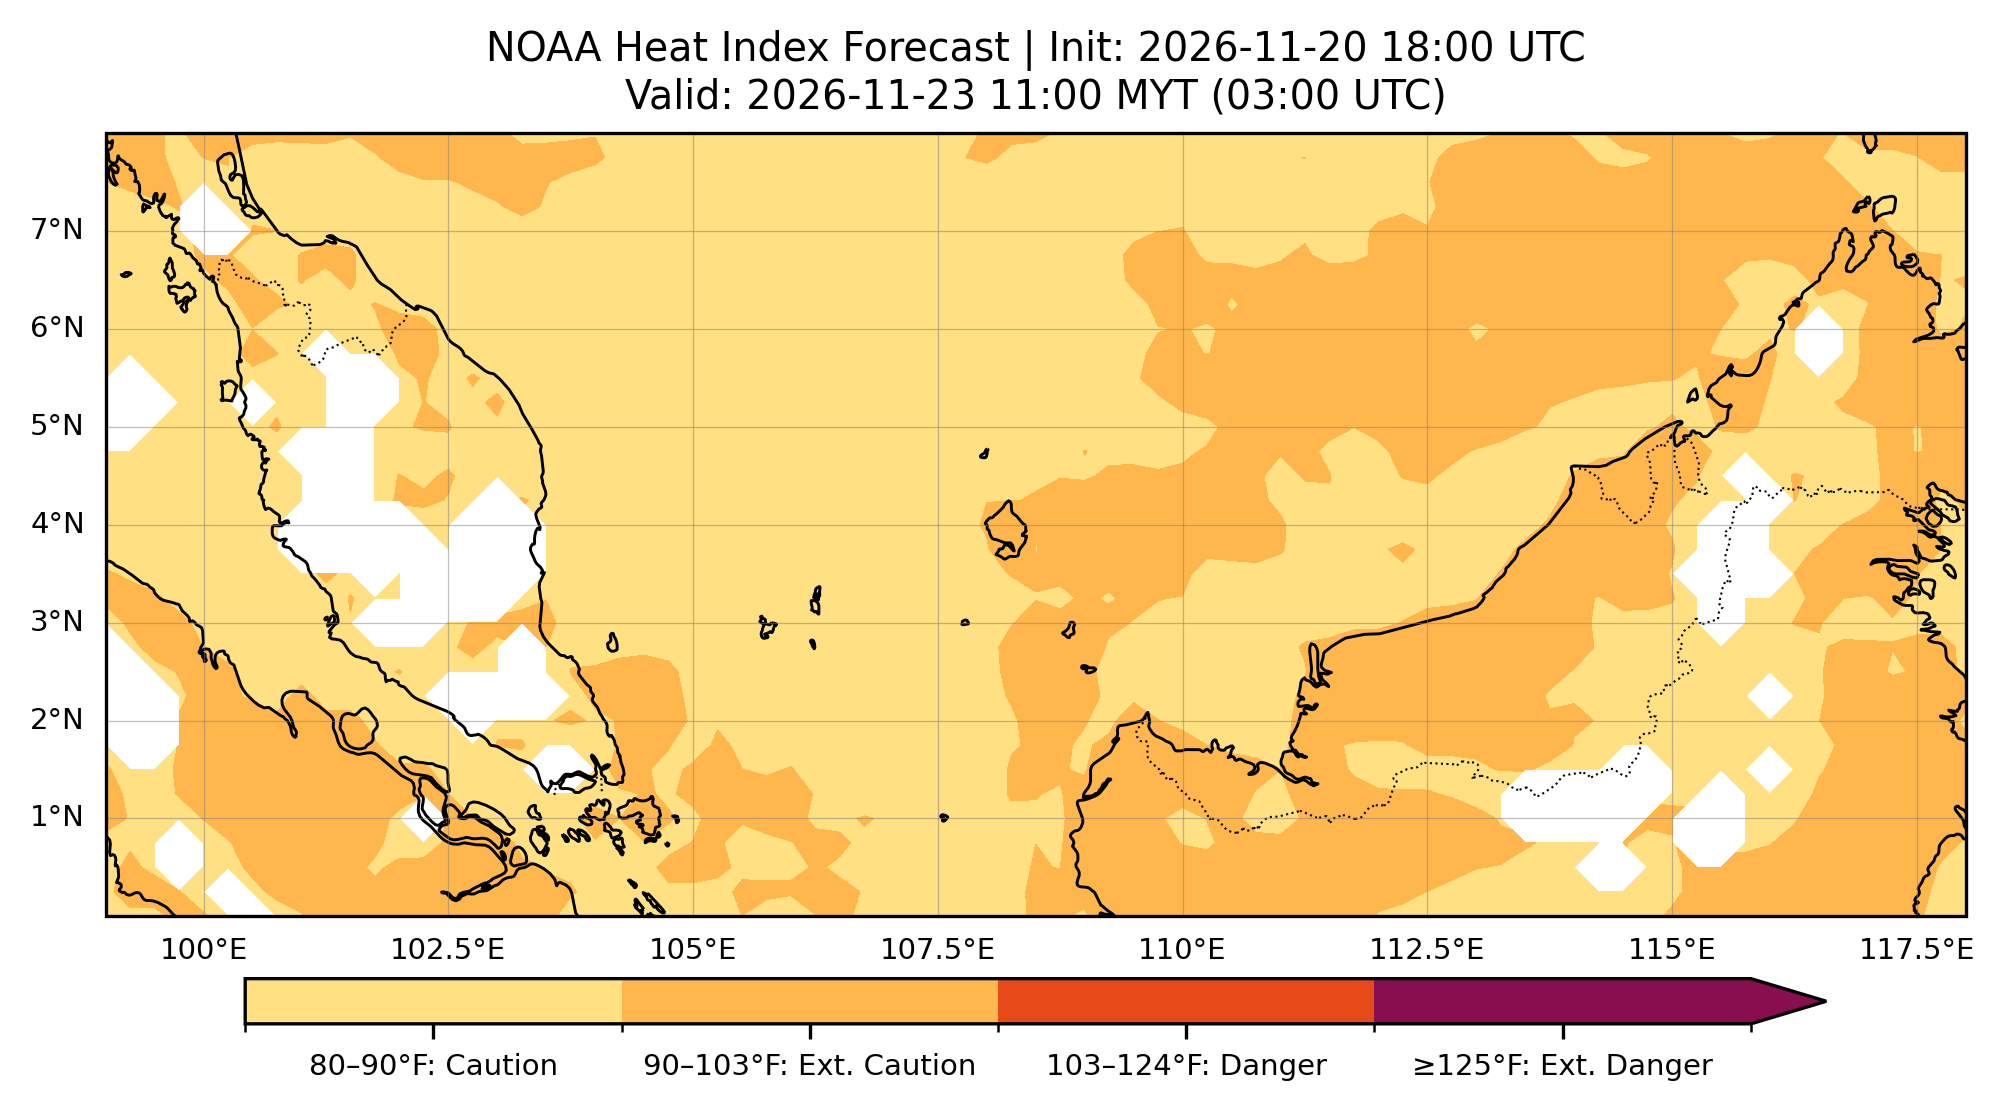 NOAA Heat Index Forecast | Init: 2026-11-20 18:00 UTC
Valid: 2026-11-23 11:00 MYT (03:00 UTC)
7°N
6°N
5°N
4°N
3°N
2°N
1°N
100°E 102.5°E 105°E 107.5°E 110°E 112.5°E 115°E 117.5°E
80–90°F: Caution 90–103°F: Ext. Caution 103–124°F: Danger ≥125°F: Ext. Danger